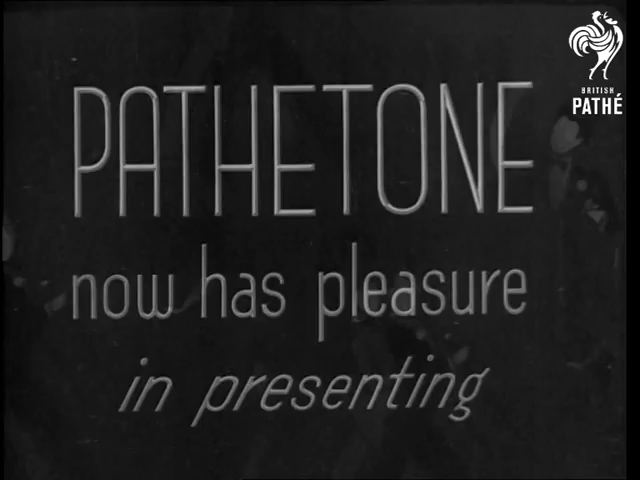 BRITISH
PATHÉ
PATHETONE
now has pleasure
in presenting